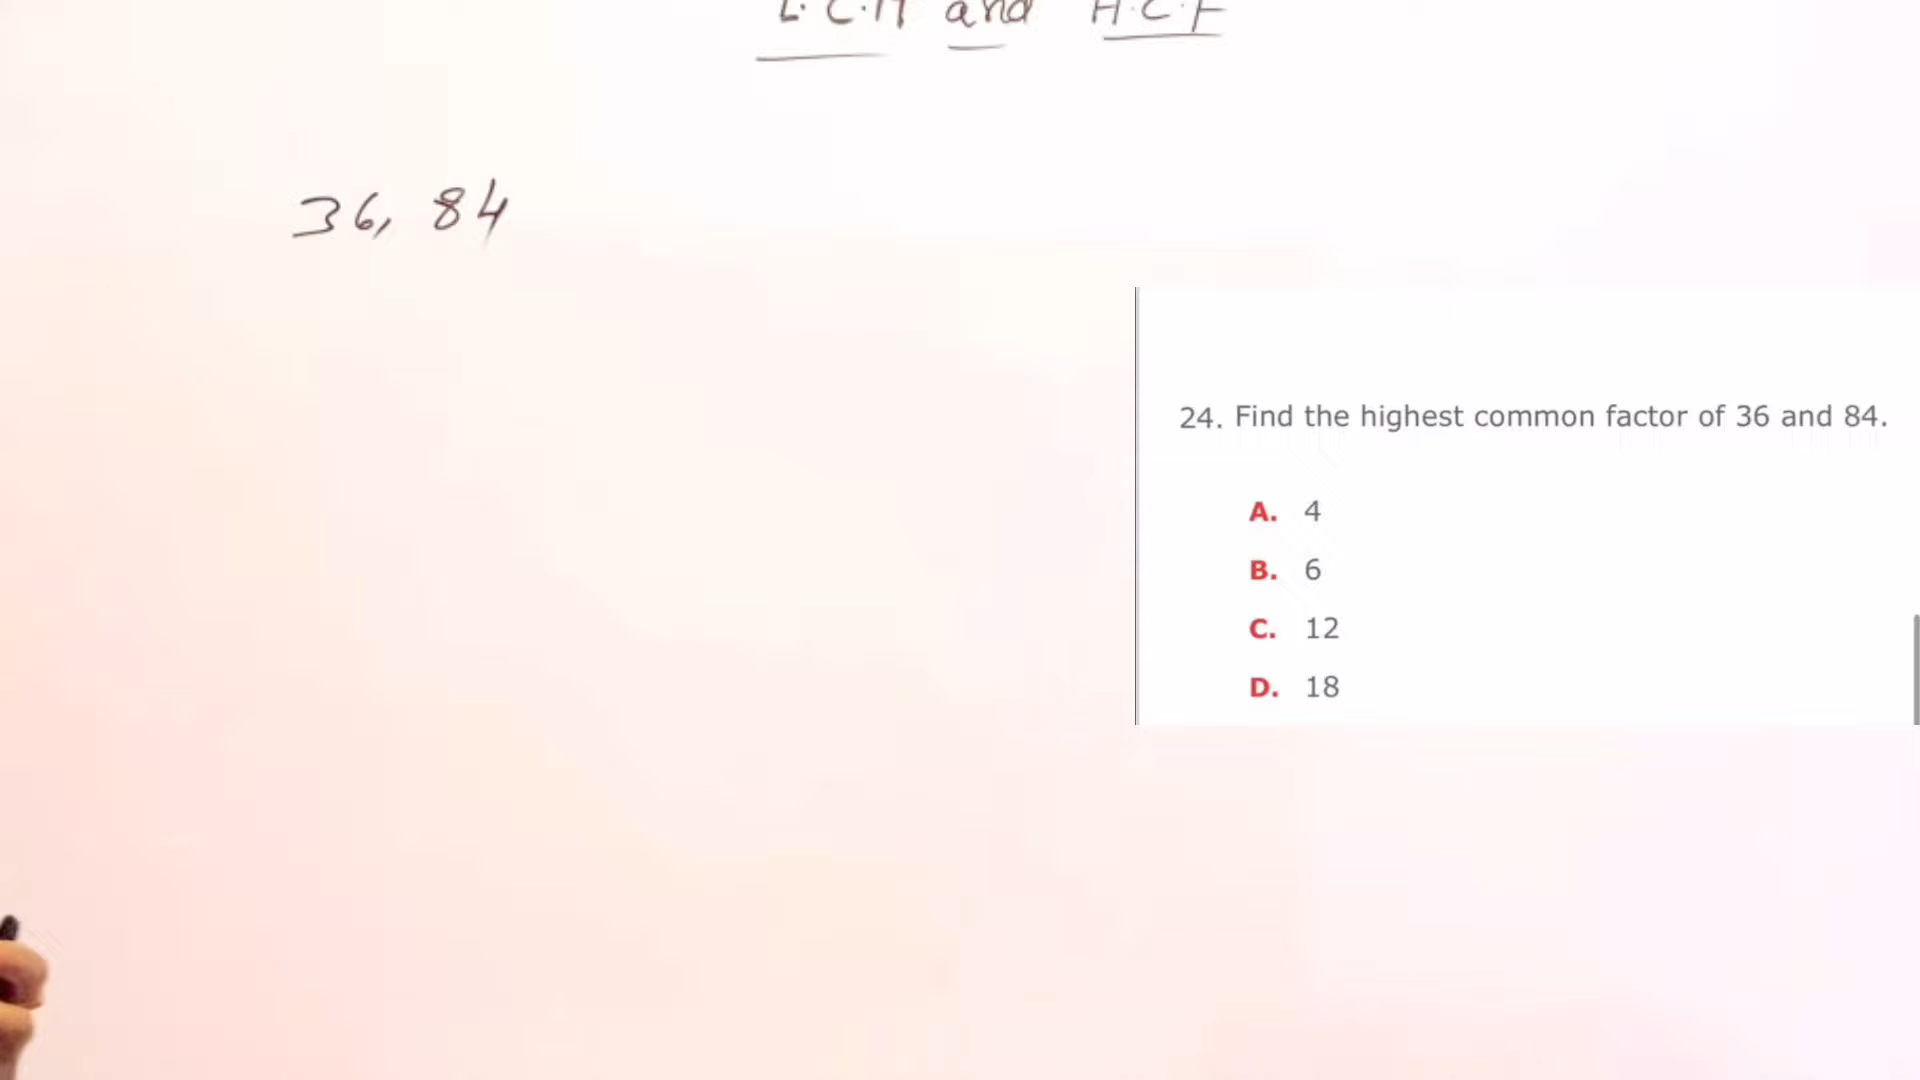 L.C.M and H.C.F
36, 84
24. Find the highest common factor of 36 and 84.
A. 4
B. 6
C. 12
D. 18